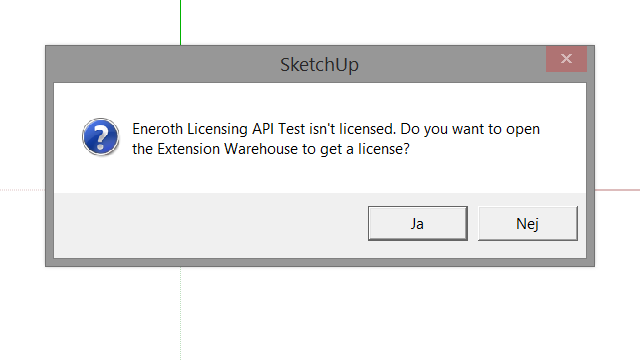 SketchUp
Eneroth Licensing API Test isn't licensed. Do you want to open
the Extension Warehouse to get a license?
Ja
Nej